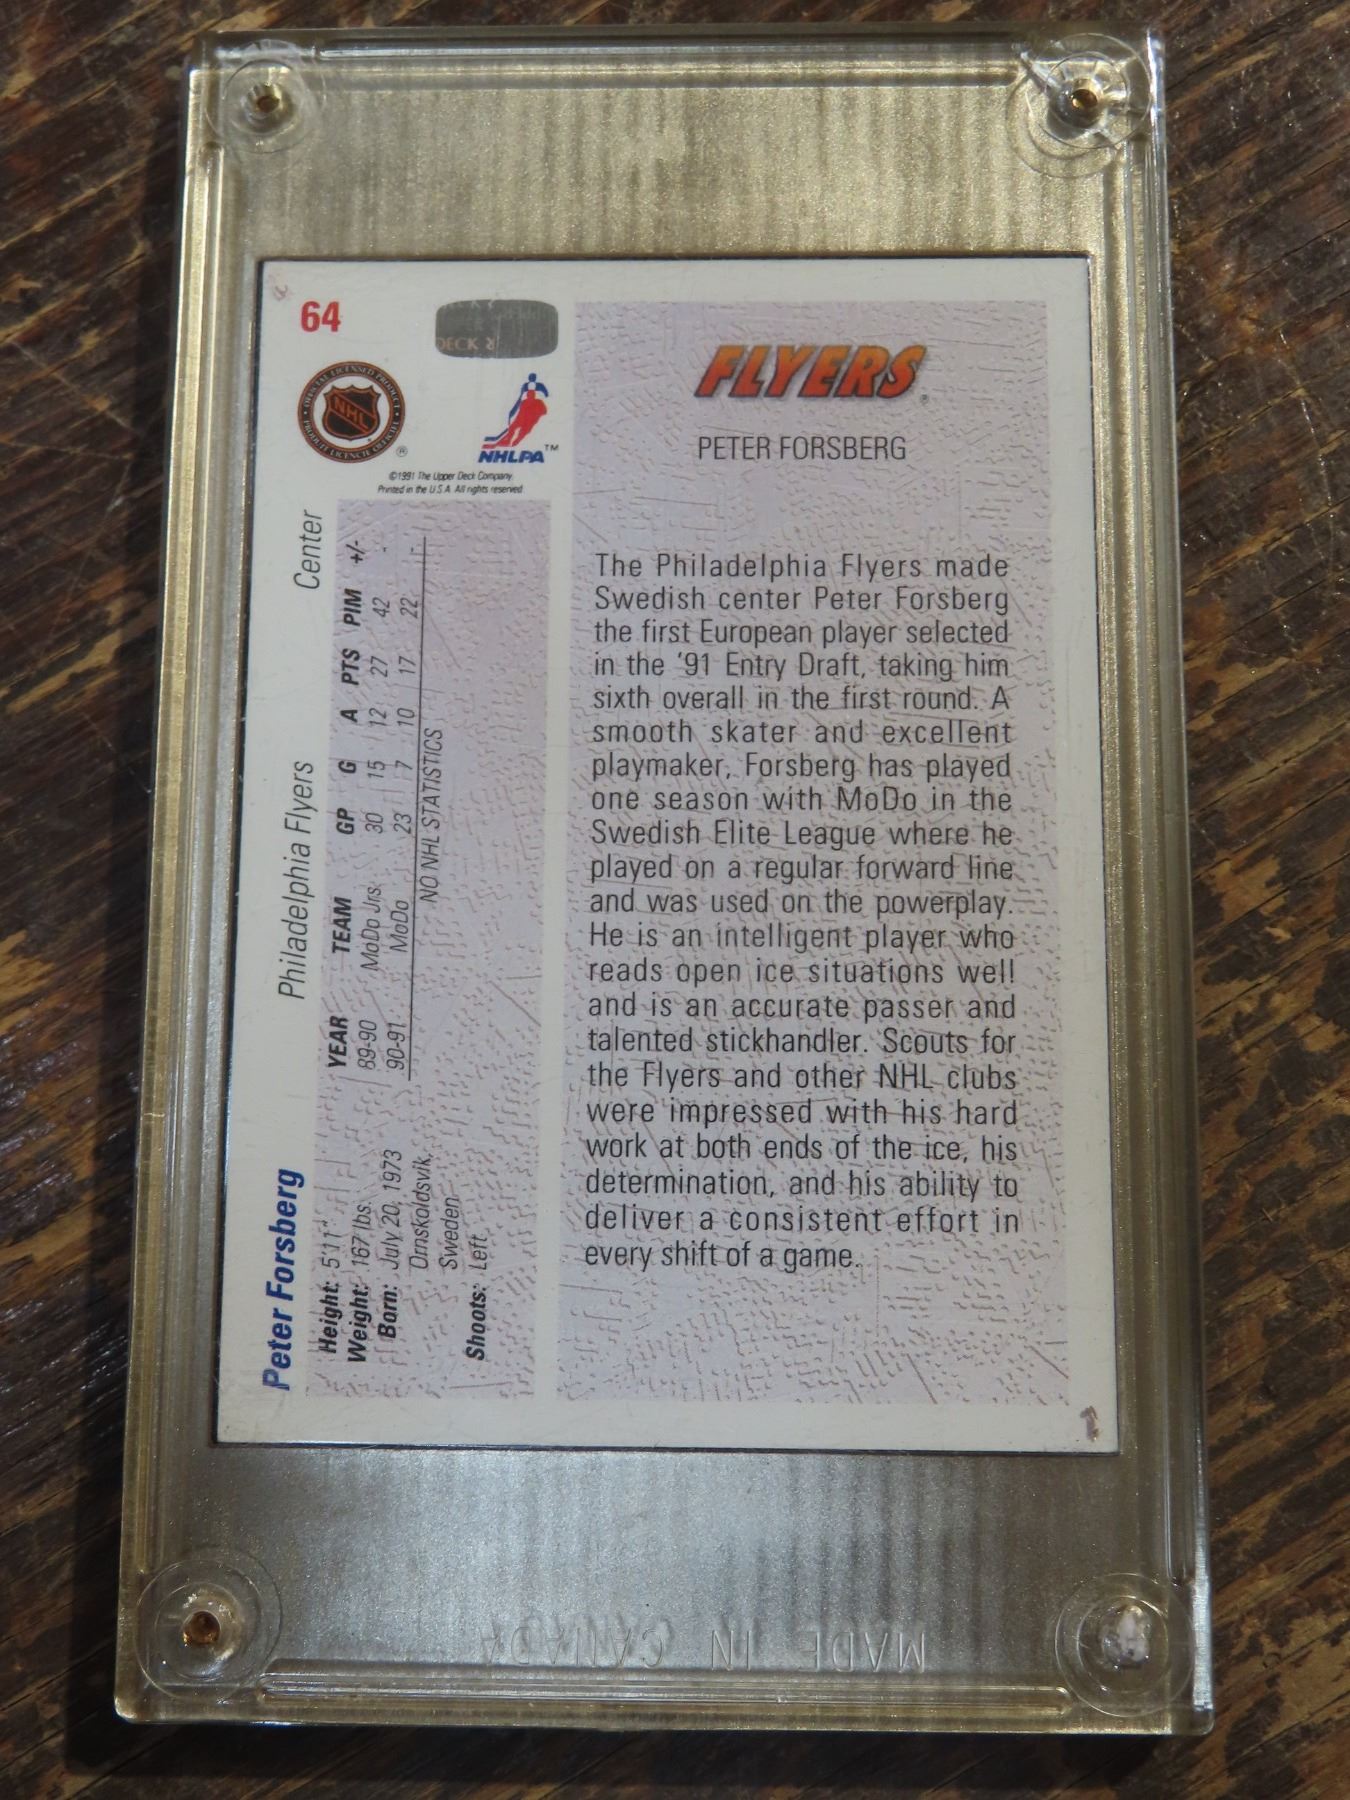 64
DECK
OFFICIAL LICENSED PRODUCT
NHL
PRODUIT LICENCIE OFFICIEL
®
NHLPA™
©1991 The Upper Deck Company.
Printed in the U.S.A. All rights reserved.
Peter Forsberg Philadelphia Flyers Center
Height: 5'11"
Weight: 167 lbs.
Born: July 20, 1973
Ornskoldsvik,
Sweden
Shoots: Left
YEAR TEAM GP G A PTS PIM +/-
89-90 MoDo Jrs. 30 15 12 27 42 -
90-91 MoDo 23 7 10 17 22 -
NO NHL STATISTICS
FLYERS®
PETER FORSBERG
The Philadelphia Flyers made
Swedish center Peter Forsberg
the first European player selected
in the '91 Entry Draft, taking him
sixth overall in the first round. A
smooth skater and excellent
playmaker, Forsberg has played
one season with MoDo in the
Swedish Elite League where he
played on a regular forward line
and was used on the powerplay.
He is an intelligent player who
reads open ice situations well
and is an accurate passer and
talented stickhandler. Scouts for
the Flyers and other NHL clubs
were impressed with his hard
work at both ends of the ice, his
determination, and his ability to
deliver a consistent effort in
every shift of a game.
MADE IN CANADA